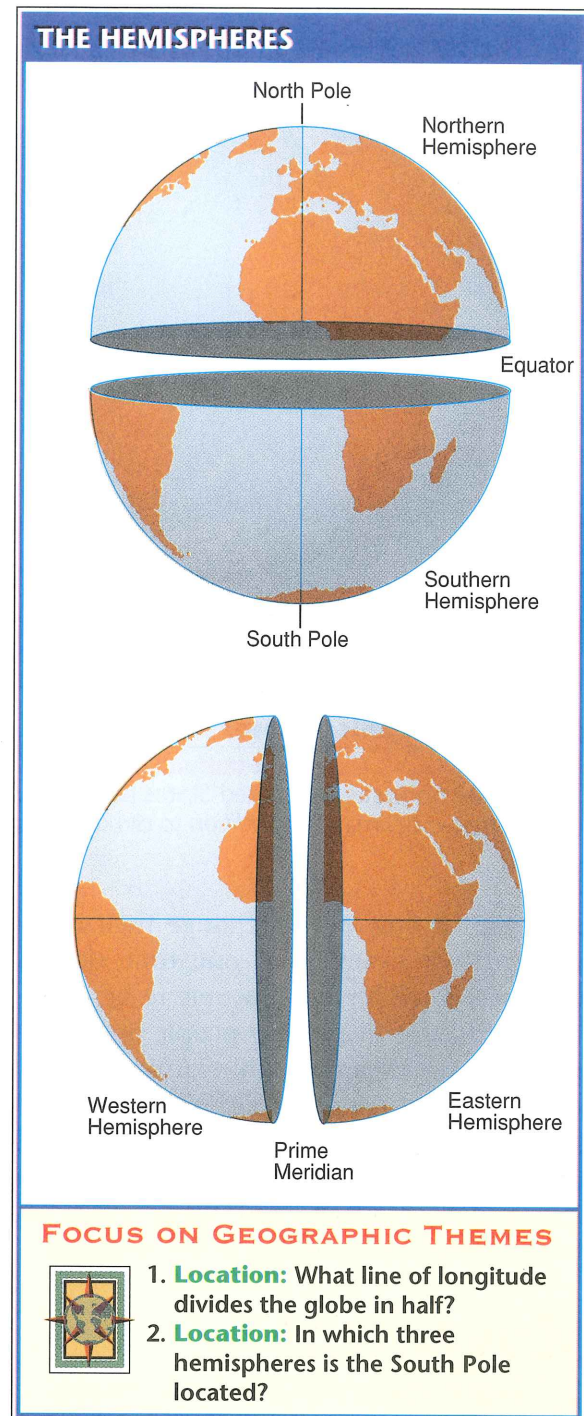 THE HEMISPHERES
North Pole
Northern
Hemisphere
Equator
Southern
Hemisphere
South Pole
Western
Hemisphere
Eastern
Hemisphere
Prime
Meridian
FOCUS ON GEOGRAPHIC THEMES
1. Location: What line of longitude
divides the globe in half?
2. Location: In which three
hemispheres is the South Pole
located?